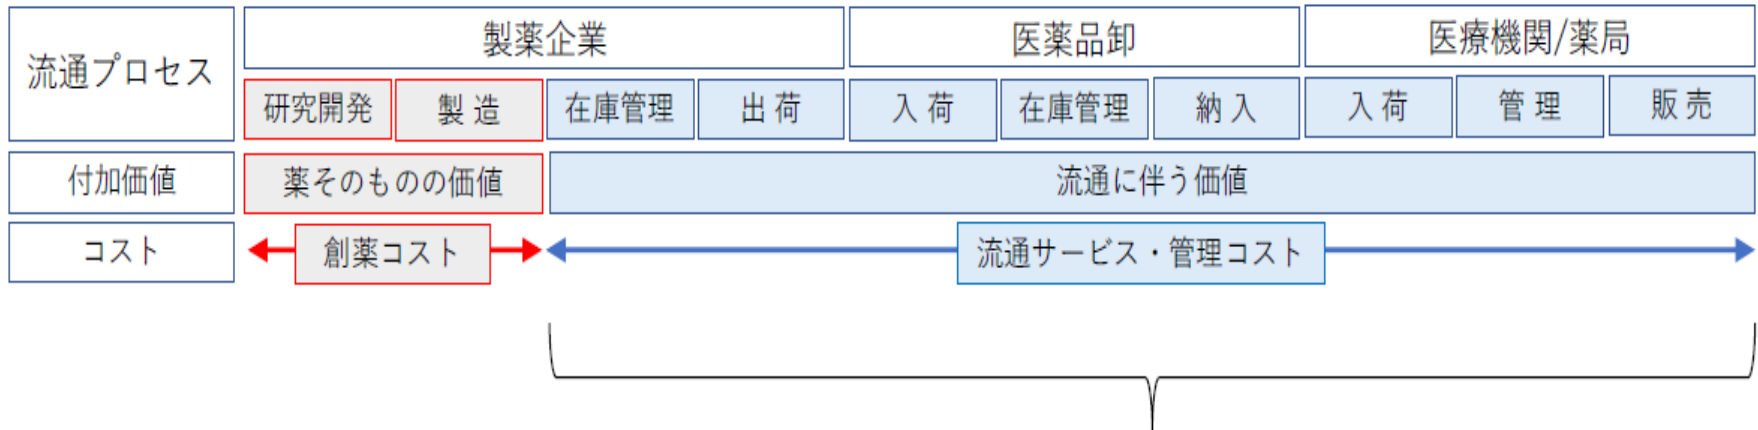 流通プロセス
製薬企業 医薬品卸 医療機関/薬局
研究開発 製造 在庫管理 出荷 入荷 在庫管理 納入 入荷 管理 販売
付加価値 薬そのものの価値 流通に伴う価値
コスト 創薬コスト 流通サービス・管理コスト